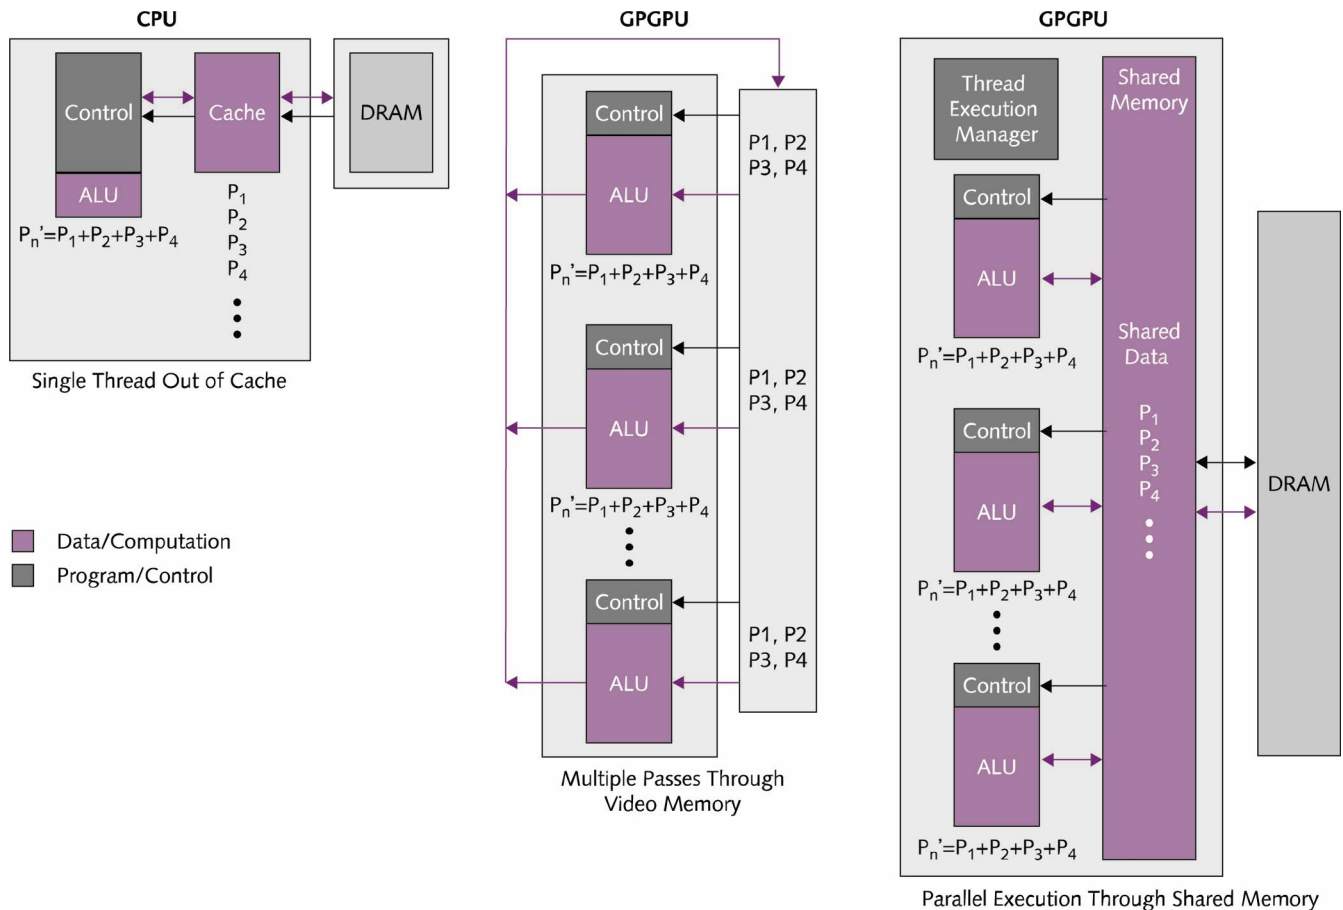 CPU
Control
Cache
DRAM
ALU
Pn'=P1+P2+P3+P4
P1
P2
P3
P4
Single Thread Out of Cache
Data/Computation
Program/Control
GPGPU
Control
P1, P2
P3, P4
ALU
Pn'=P1+P2+P3+P4
Control
P1, P2
P3, P4
ALU
Pn'=P1+P2+P3+P4
Control
P1, P2
P3, P4
ALU
Multiple Passes Through
Video Memory
GPGPU
Thread
Execution
Manager
Shared
Memory
Control
ALU
Pn'=P1+P2+P3+P4
Shared
Data
P1
P2
P3
P4
Control
ALU
Pn'=P1+P2+P3+P4
Control
ALU
Pn'=P1+P2+P3+P4
DRAM
Parallel Execution Through Shared Memory